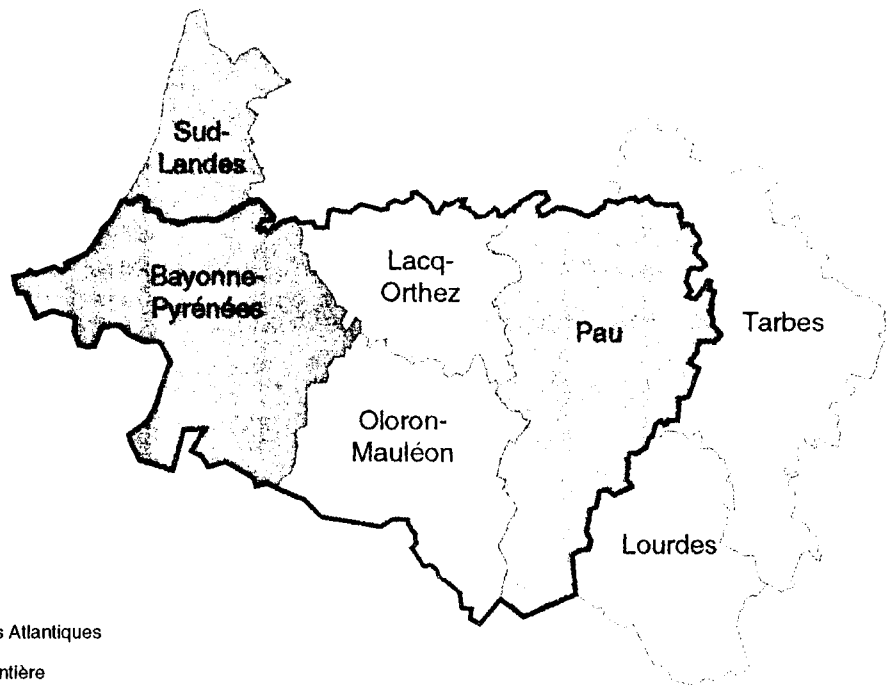 Sud-
Landes
Bayonne-
Pyrénées
Lacq-
Orthez
Pau
Tarbes
Oloron-
Mauléon
Lourdes
s Atlantiques
ntière